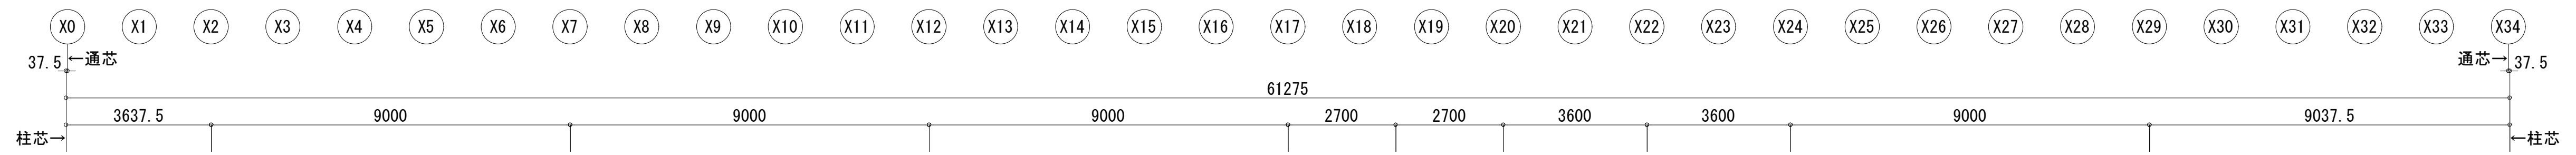 X0 X1 X2 X3 X4 X5 X6 X7 X8 X9 X10 X11 X12 X13 X14 X15 X16 X17 X18 X19 X20 X21 X22 X23 X24 X25 X26 X27 X28 X29 X30 X31 X32 X33 X34
37.5 ←通芯 通芯→ 37.5
61275
3637.5 9000 9000 9000 2700 2700 3600 3600 9000 9037.5
柱芯→ ←柱芯